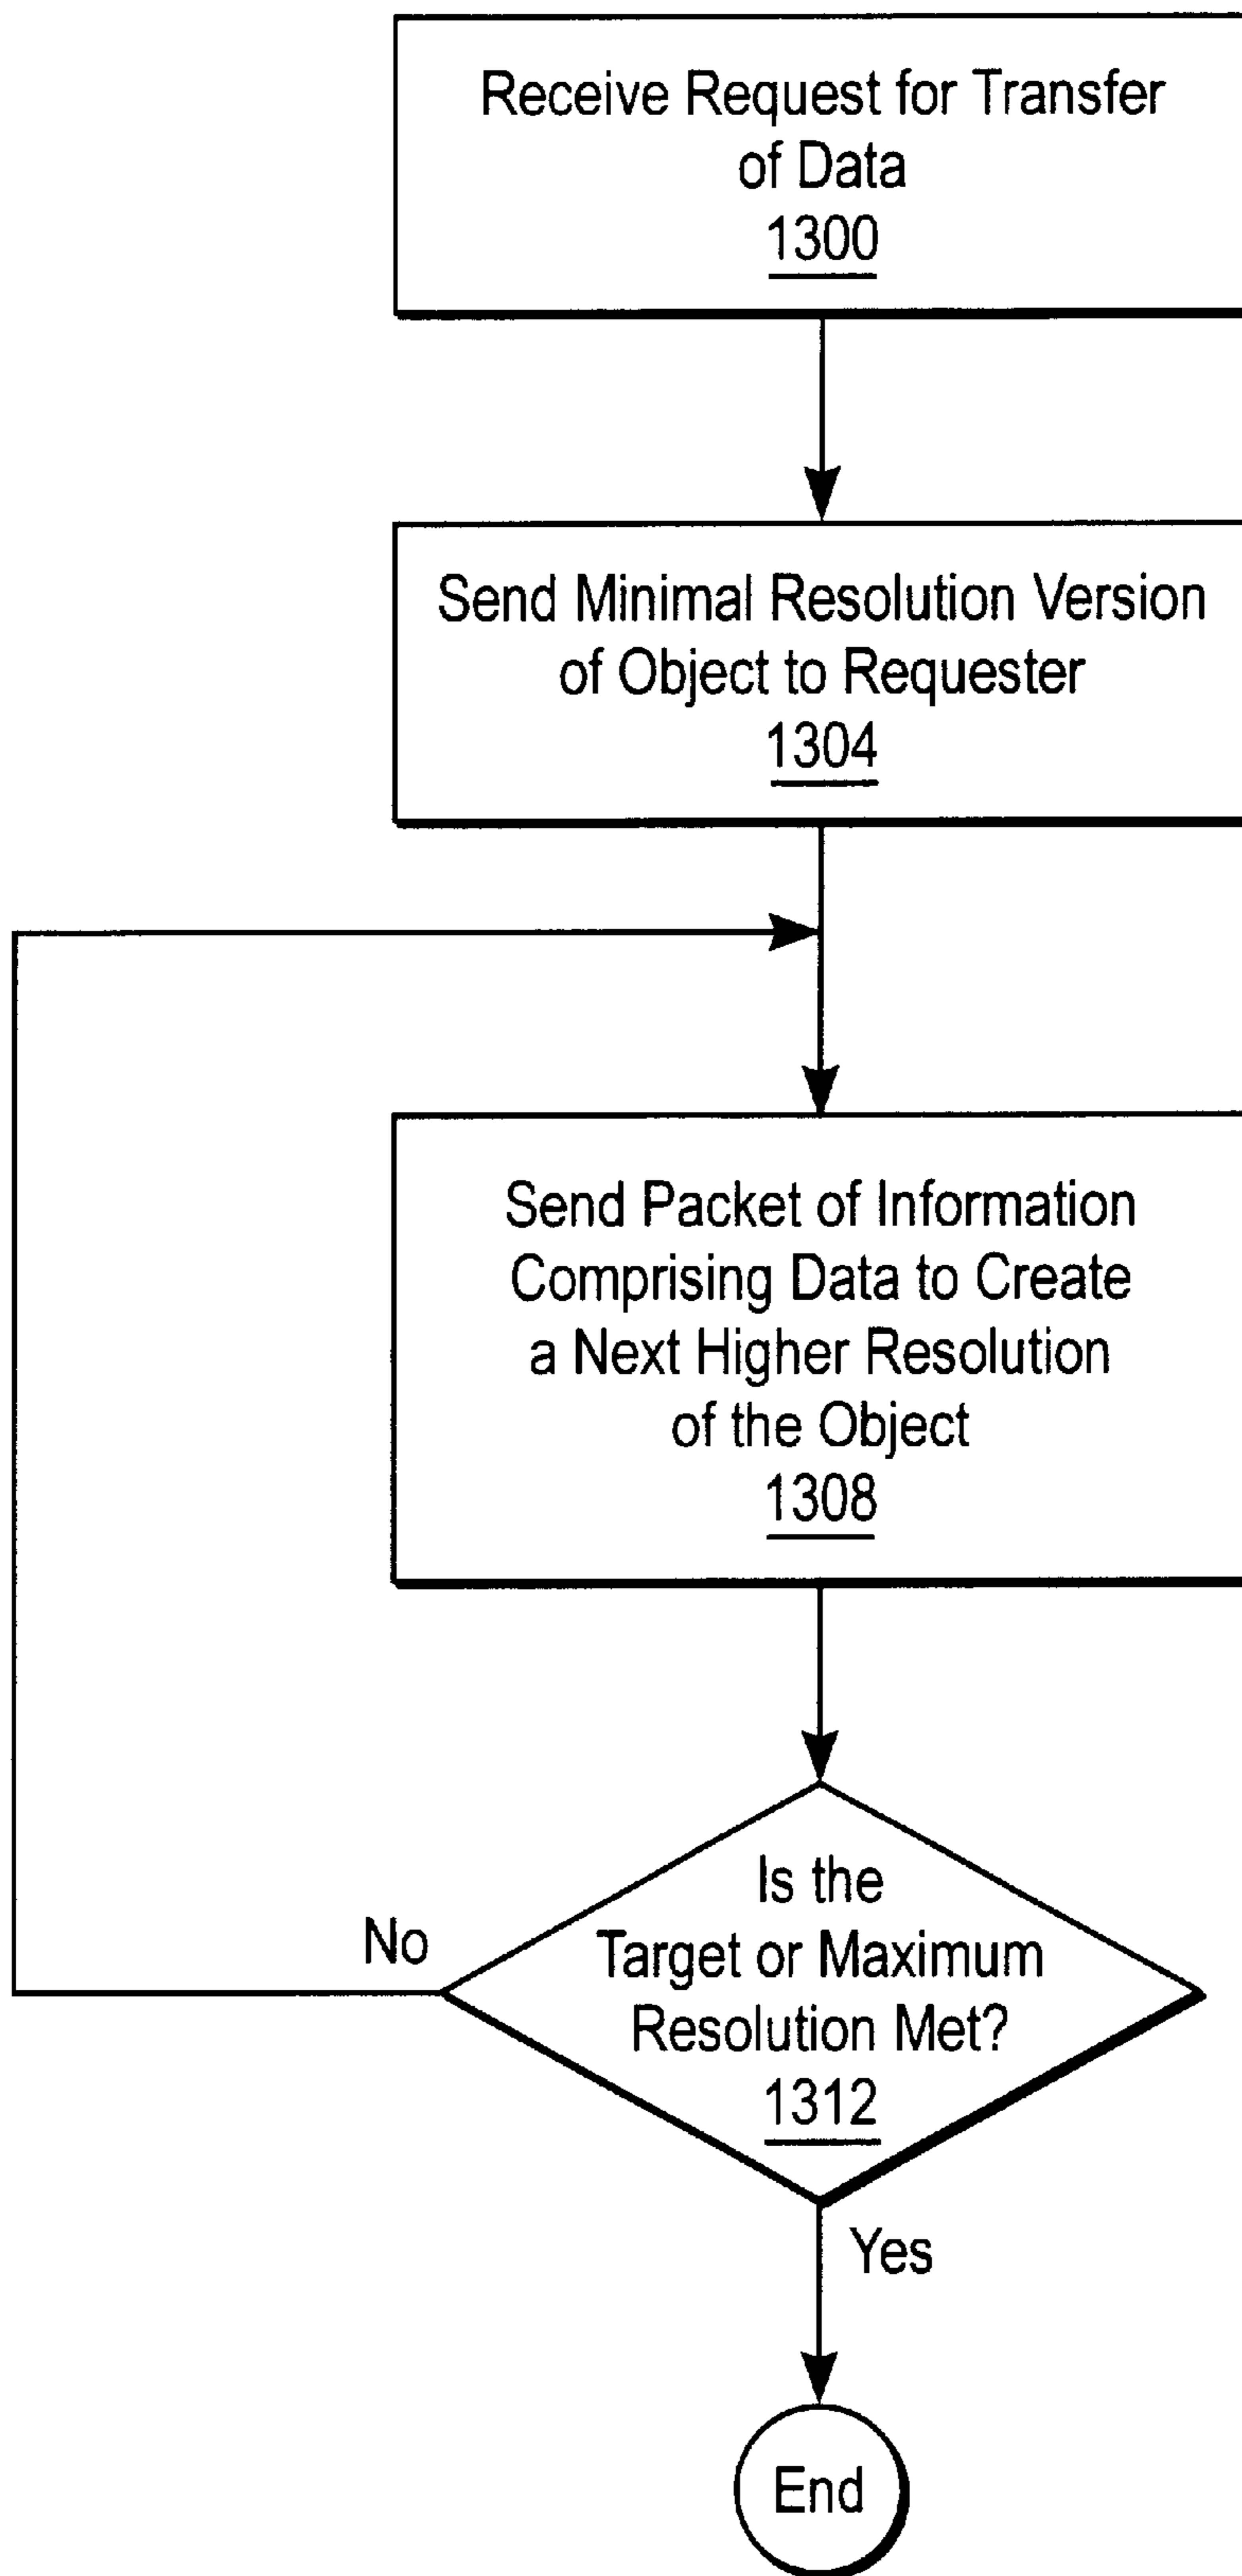 Receive Request for Transfer
of Data
1300
Send Minimal Resolution Version
of Object to Requester
1304
Send Packet of Information
Comprising Data to Create
a Next Higher Resolution
of the Object
1308
Is the
Target or Maximum
Resolution Met?
1312
No
Yes
End